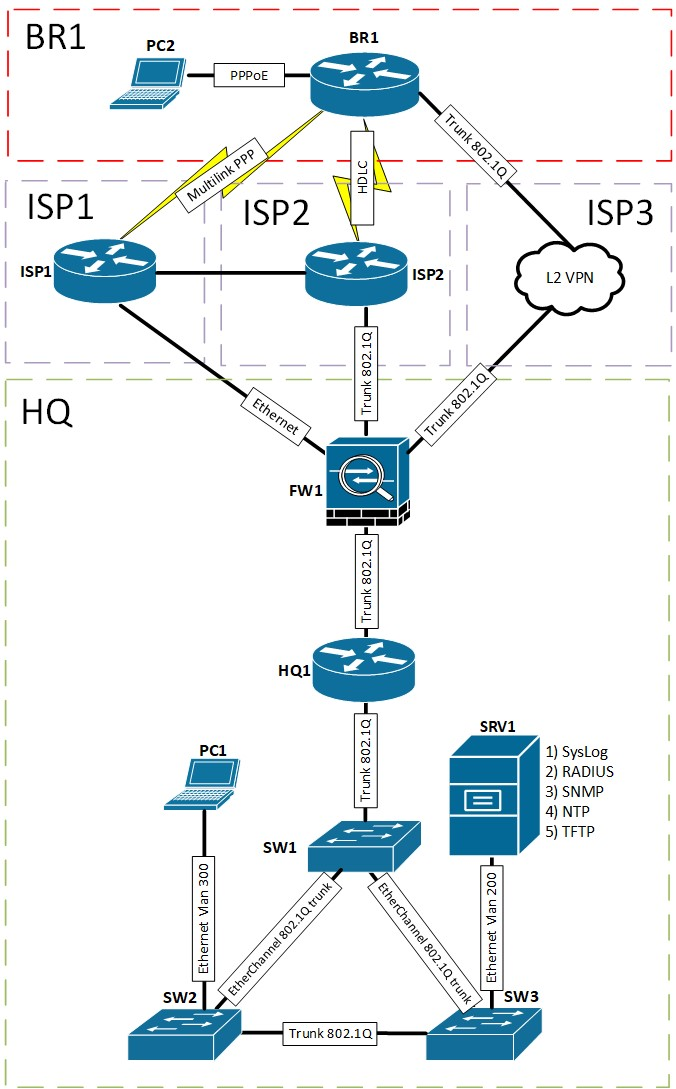 BR1
PC2
BR1
PPPoE
Trunk 802.1Q
Multilink PPP
HDLC
ISP1
ISP2
ISP3
ISP1
ISP2
L2 VPN
Trunk 802.1Q
Trunk 802.1Q
Ethernet
HQ
FW1
Trunk 802.1Q
HQ1
Trunk 802.1Q
SRV1
1) SysLog
2) RADIUS
3) SNMP
4) NTP
5) TFTP
PC1
SW1
Ethernet Vlan 300
EtherChannel 802.1Q trunk
EtherChannel 802.1Q trunk
Ethernet Vlan 200
SW2
SW3
Trunk 802.1Q